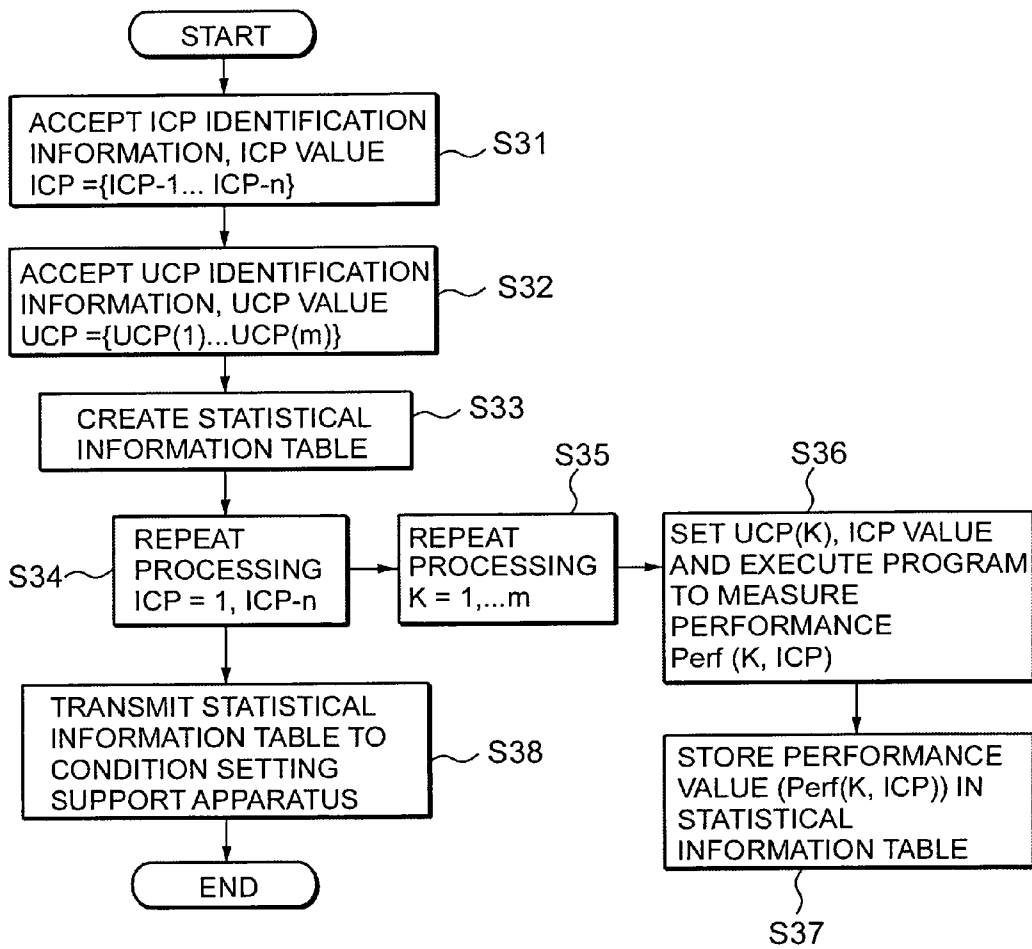 START
ACCEPT ICP IDENTIFICATION
INFORMATION, ICP VALUE
ICP ={ICP-1... ICP-n}
S31
ACCEPT UCP IDENTIFICATION
INFORMATION, UCP VALUE
UCP ={UCP(1)...UCP(m)}
S32
CREATE STATISTICAL
INFORMATION TABLE
S33
S34
REPEAT
PROCESSING
ICP = 1, ICP-n
S35
REPEAT
PROCESSING
K = 1,...m
S36
SET UCP(K), ICP VALUE
AND EXECUTE PROGRAM
TO MEASURE
PERFORMANCE
Perf (K, ICP)
STORE PERFORMANCE
VALUE (Perf(K, ICP)) IN
STATISTICAL
INFORMATION TABLE
S37
TRANSMIT STATISTICAL
INFORMATION TABLE TO
CONDITION SETTING
SUPPORT APPARATUS
S38
END